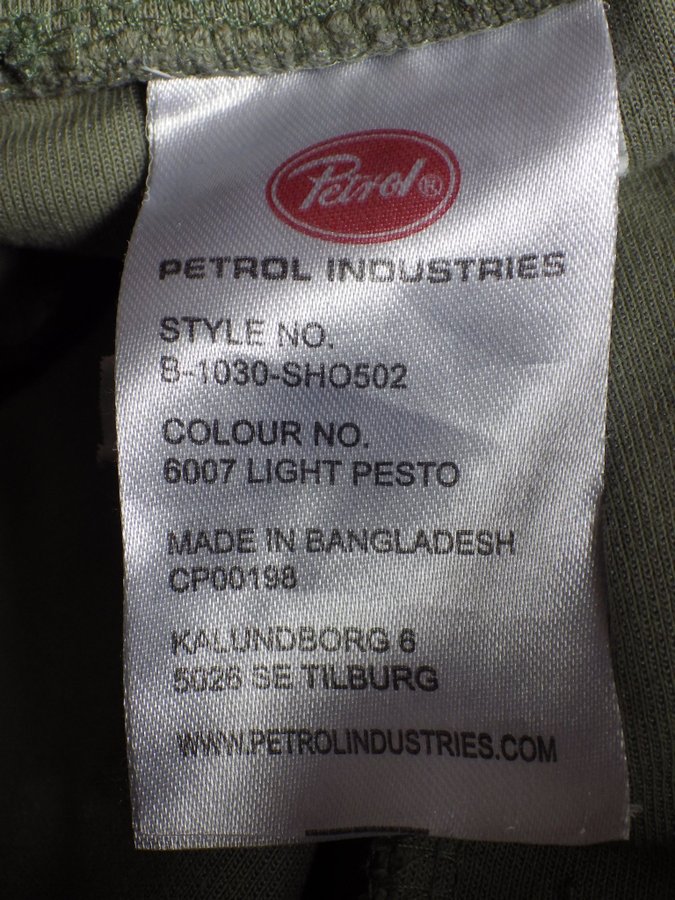 Petrol®
PETROL INDUSTRIES
STYLE NO.
B-1030-SHO502
COLOUR NO.
6007 LIGHT PESTO
MADE IN BANGLADESH
CP00198
KALUNDBORG 6
5026 SE TILBURG
WWW.PETROLINDUSTRIES.COM